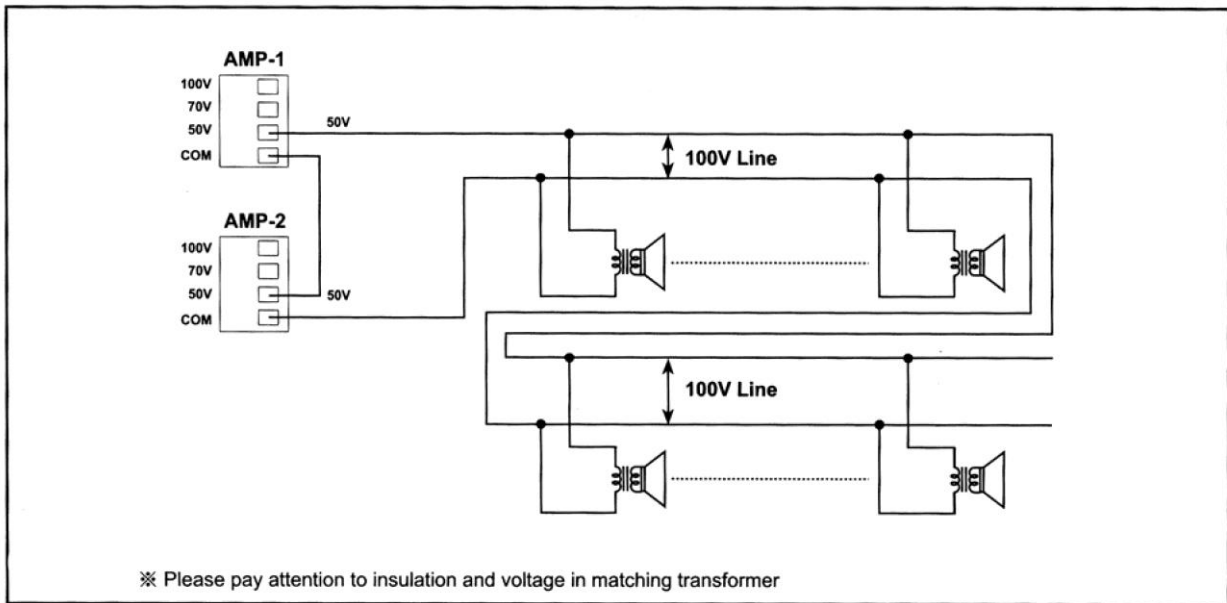 AMP-1
100V
70V
50V
COM
50V
100V Line
AMP-2
100V
70V
50V
COM
50V
100V Line
※ Please pay attention to insulation and voltage in matching transformer